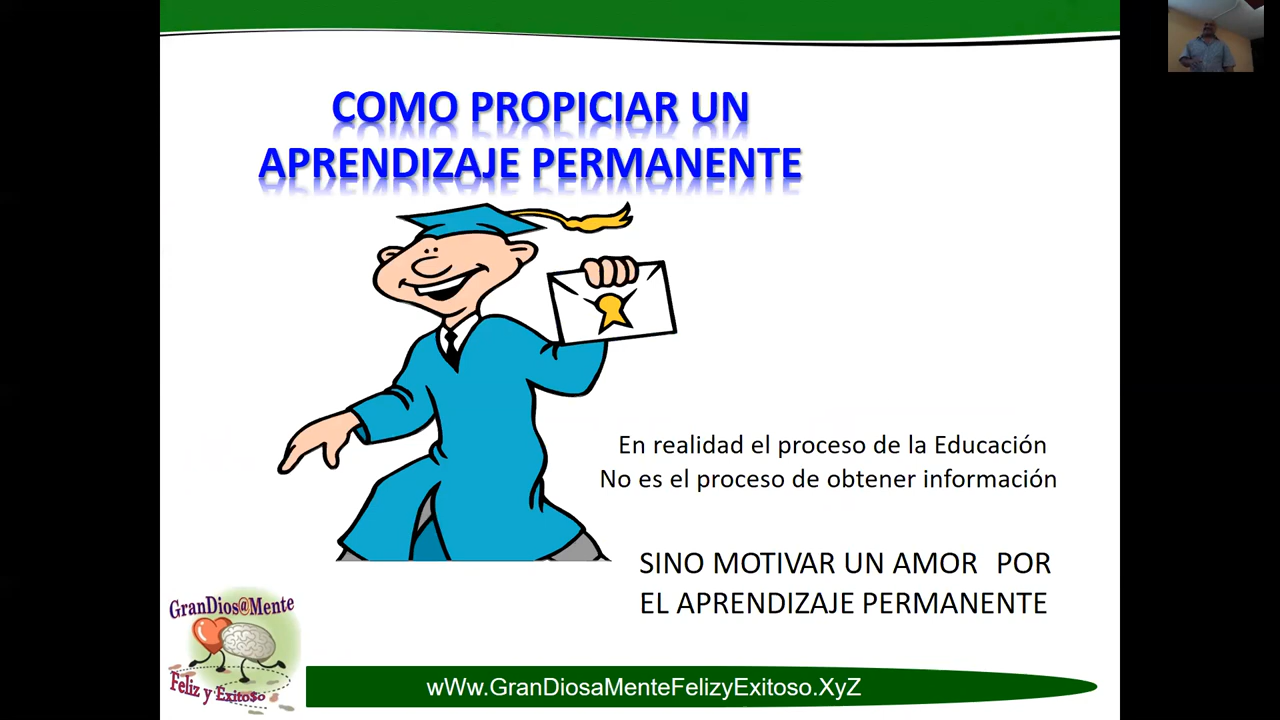 COMO PROPICIAR UN
APRENDIZAJE PERMANENTE
En realidad el proceso de la Educación
No es el proceso de obtener información
SINO MOTIVAR UN AMOR POR
EL APRENDIZAJE PERMANENTE
GranDios@Mente
Feliz y Exito$o
wWw.GranDiosaMenteFelizyExitoso.XyZ